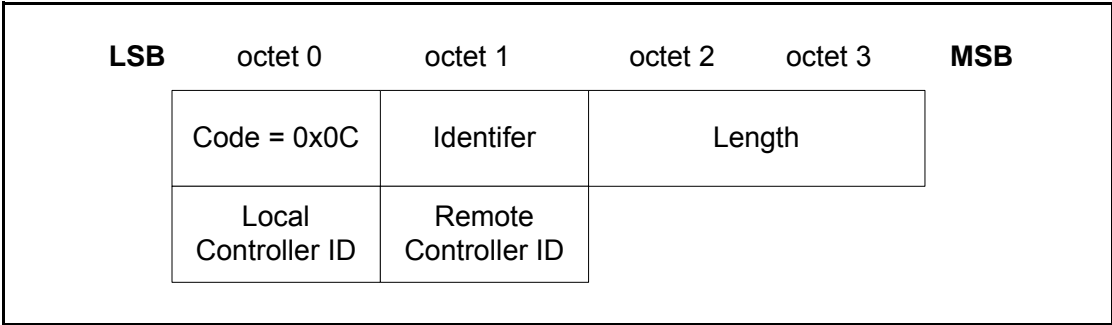 LSB octet 0 octet 1 octet 2 octet 3 MSB
Code = 0x0C Identifer Length
Local Remote
Controller ID Controller ID